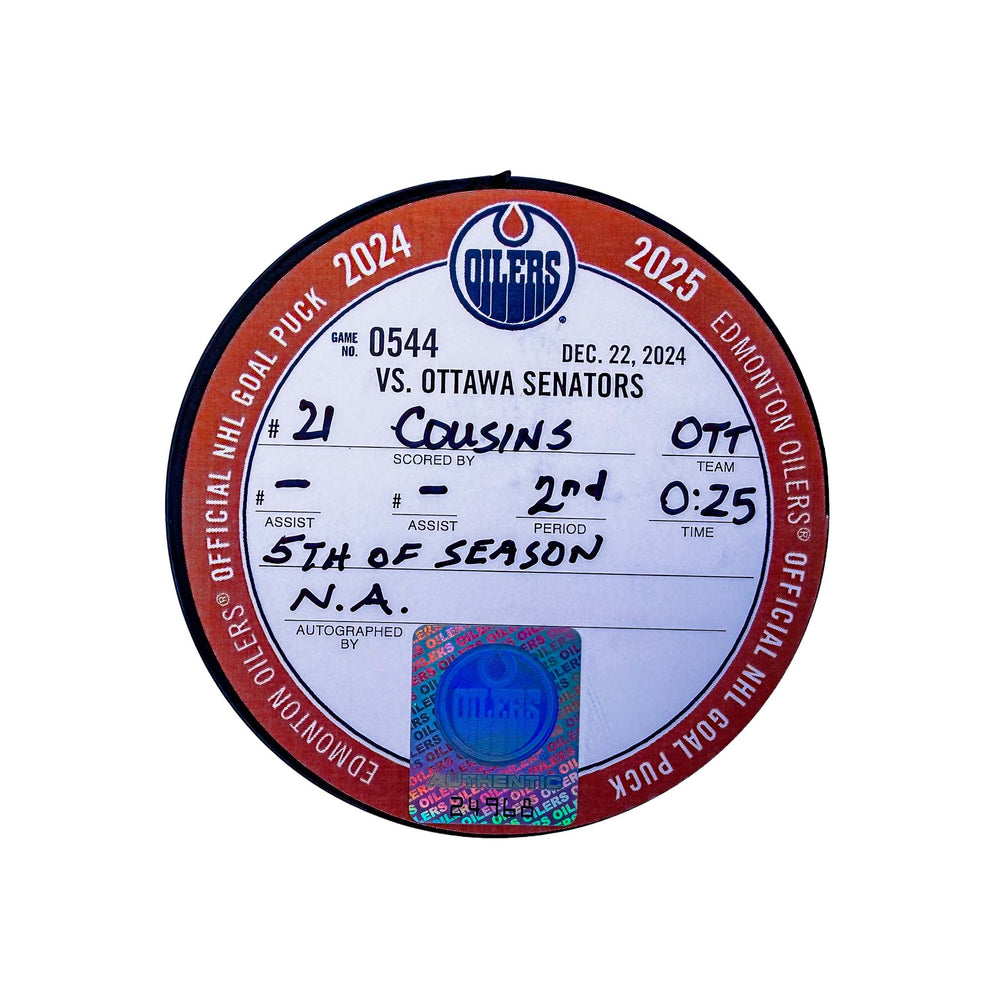 2024
2025
OILERS
EDMONTON OILERS® OFFICIAL NHL GOAL PUCK
EDMONTON OILERS® OFFICIAL NHL GOAL PUCK
GAME NO. 0544
DEC. 22, 2024
VS. OTTAWA SENATORS
# 21 COUSINS OTT
SCORED BY TEAM
# - # - 2nd 0:25
ASSIST ASSIST PERIOD TIME
5TH OF SEASON
N.A.
AUTOGRAPHED
BY
OILERS
AUTHENTIC
24968